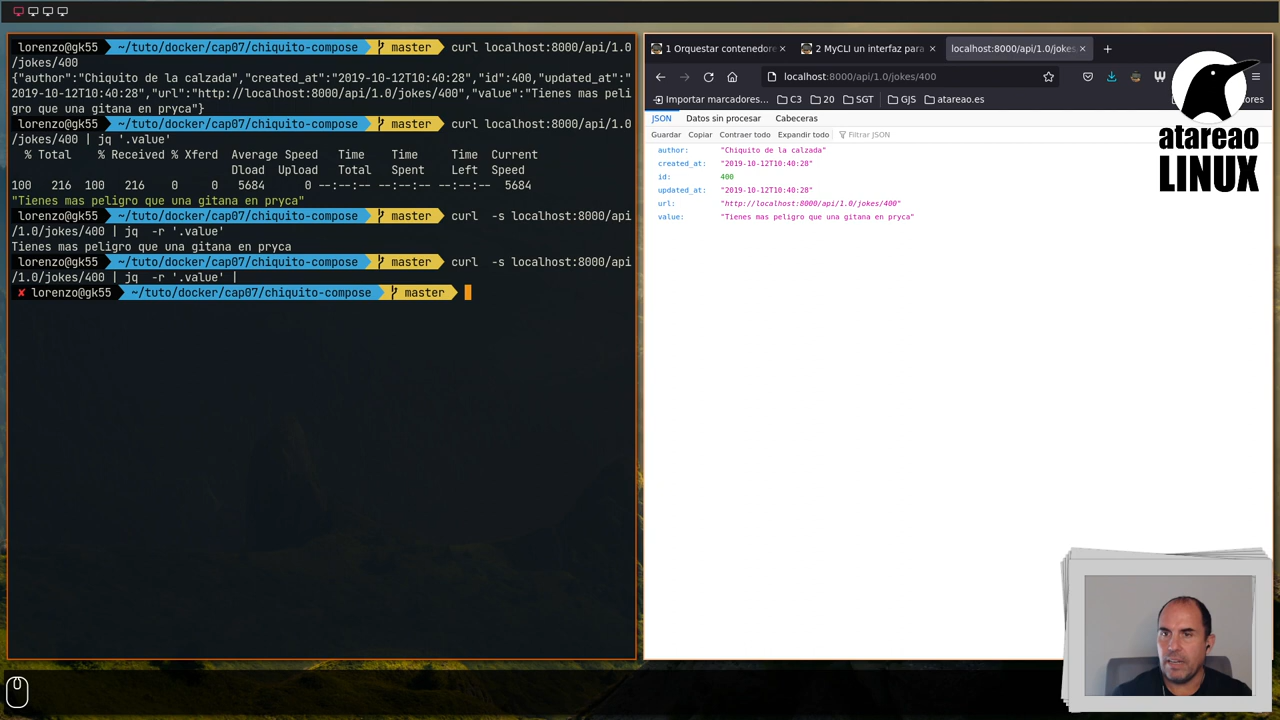 lorenzo@gk55 ~/tuto/docker/cap07/chiquito-compose master curl localhost:8000/api/1.0
/jokes/400
{"author":"Chiquito de la calzada","created_at":"2019-10-12T10:40:28","id":400,"updated_at":"
2019-10-12T10:40:28","url":"http://localhost:8000/api/1.0/jokes/400","value":"Tienes mas peli
gro que una gitana en pryca"}
lorenzo@gk55 ~/tuto/docker/cap07/chiquito-compose master curl localhost:8000/api/1.0
/jokes/400 | jq '.value'
% Total % Received % Xferd Average Speed Time Time Time Current
Dload Upload Total Spent Left Speed
100 216 100 216 0 0 5684 0 --:--:-- --:--:-- --:--:-- 5684
"Tienes mas peligro que una gitana en pryca"
lorenzo@gk55 ~/tuto/docker/cap07/chiquito-compose master curl -s localhost:8000/api
/1.0/jokes/400 | jq -r '.value'
Tienes mas peligro que una gitana en pryca
lorenzo@gk55 ~/tuto/docker/cap07/chiquito-compose master curl -s localhost:8000/api
/1.0/jokes/400 | jq -r '.value' |
✘ lorenzo@gk55 ~/tuto/docker/cap07/chiquito-compose master
1 Orquestar contenedore
2 MyCLI un interfaz para
localhost:8000/api/1.0/jokes
localhost:8000/api/1.0/jokes/400
Importar marcadores... C3 20 SGT GJS atareao.es
JSON Datos sin procesar Cabeceras
Guardar Copiar Contraer todo Expandir todo Filtrar JSON
author: "Chiquito de la calzada"
created_at: "2019-10-12T10:40:28"
id: 400
updated_at: "2019-10-12T10:40:28"
url: "http://localhost:8000/api/1.0/jokes/400"
value: "Tienes mas peligro que una gitana en pryca"
atareao
LINUX